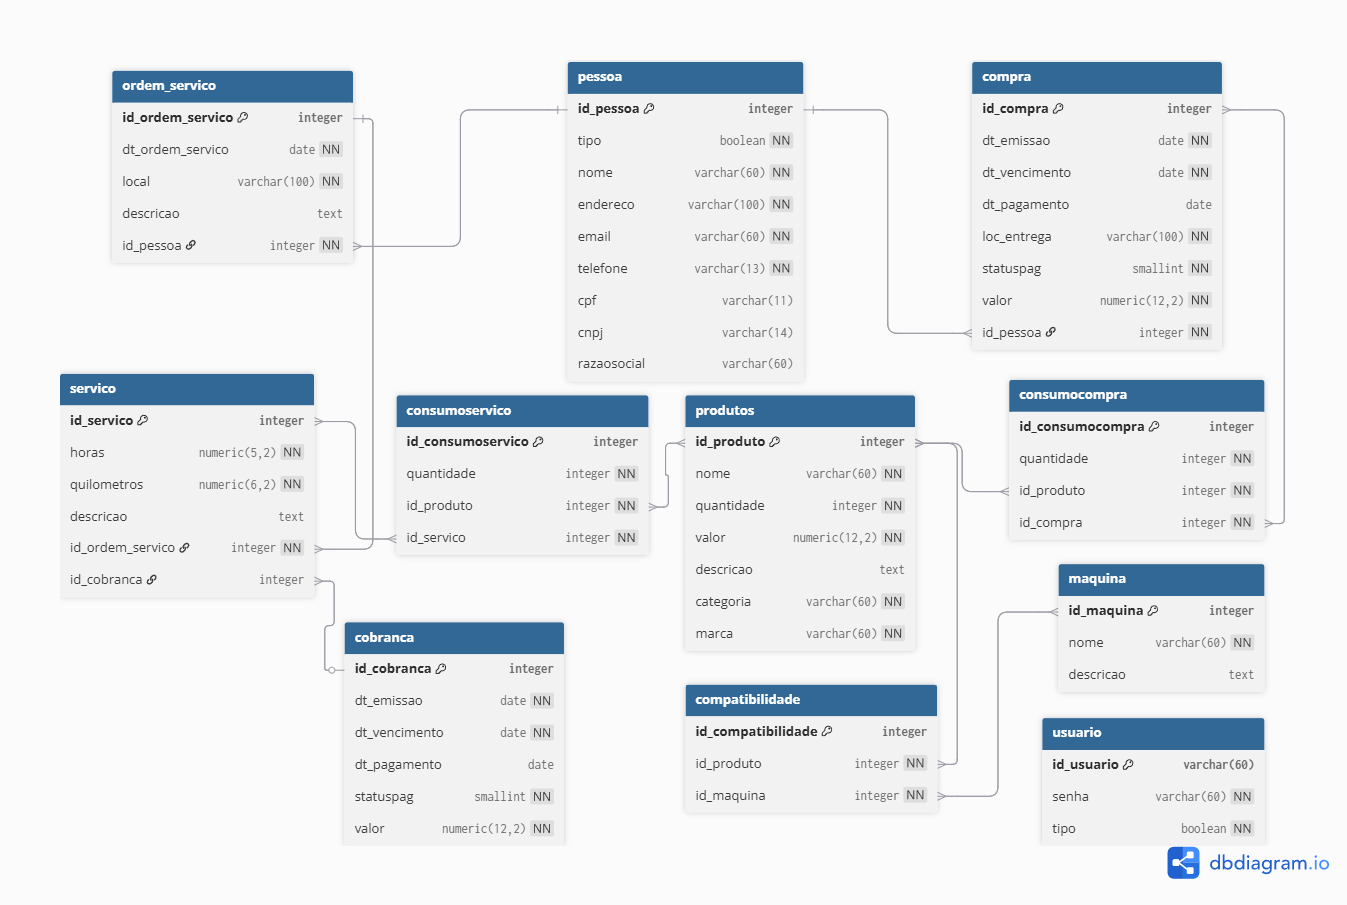 ordem_servico
id_ordem_servico integer
dt_ordem_servico date NN
local varchar(100) NN
descricao text
id_pessoa integer NN
pessoa
id_pessoa integer
tipo boolean NN
nome varchar(60) NN
endereco varchar(100) NN
email varchar(60) NN
telefone varchar(13) NN
cpf varchar(11)
cnpj varchar(14)
razaosocial varchar(60)
compra
id_compra integer
dt_emissao date NN
dt_vencimento date NN
dt_pagamento date
loc_entrega varchar(100) NN
statuspag smallint NN
valor numeric(12,2) NN
id_pessoa integer NN
servico
id_servico integer
horas numeric(5,2) NN
quilometros numeric(6,2) NN
descricao text
id_ordem_servico integer NN
id_cobranca integer
consumoservico
id_consumoservico integer
quantidade integer NN
id_produto integer NN
id_servico integer NN
produtos
id_produto integer
nome varchar(60) NN
quantidade integer NN
valor numeric(12,2) NN
descricao text
categoria varchar(60) NN
marca varchar(60) NN
consumocompra
id_consumocompra integer
quantidade integer NN
id_produto integer NN
id_compra integer NN
cobranca
id_cobranca integer
dt_emissao date NN
dt_vencimento date NN
dt_pagamento date
statuspag smallint NN
valor numeric(12,2) NN
compatibilidade
id_compatibilidade integer
id_produto integer NN
id_maquina integer NN
maquina
id_maquina integer
nome varchar(60) NN
descricao text
usuario
id_usuario varchar(60)
senha varchar(60) NN
tipo boolean NN
dbdiagram.io